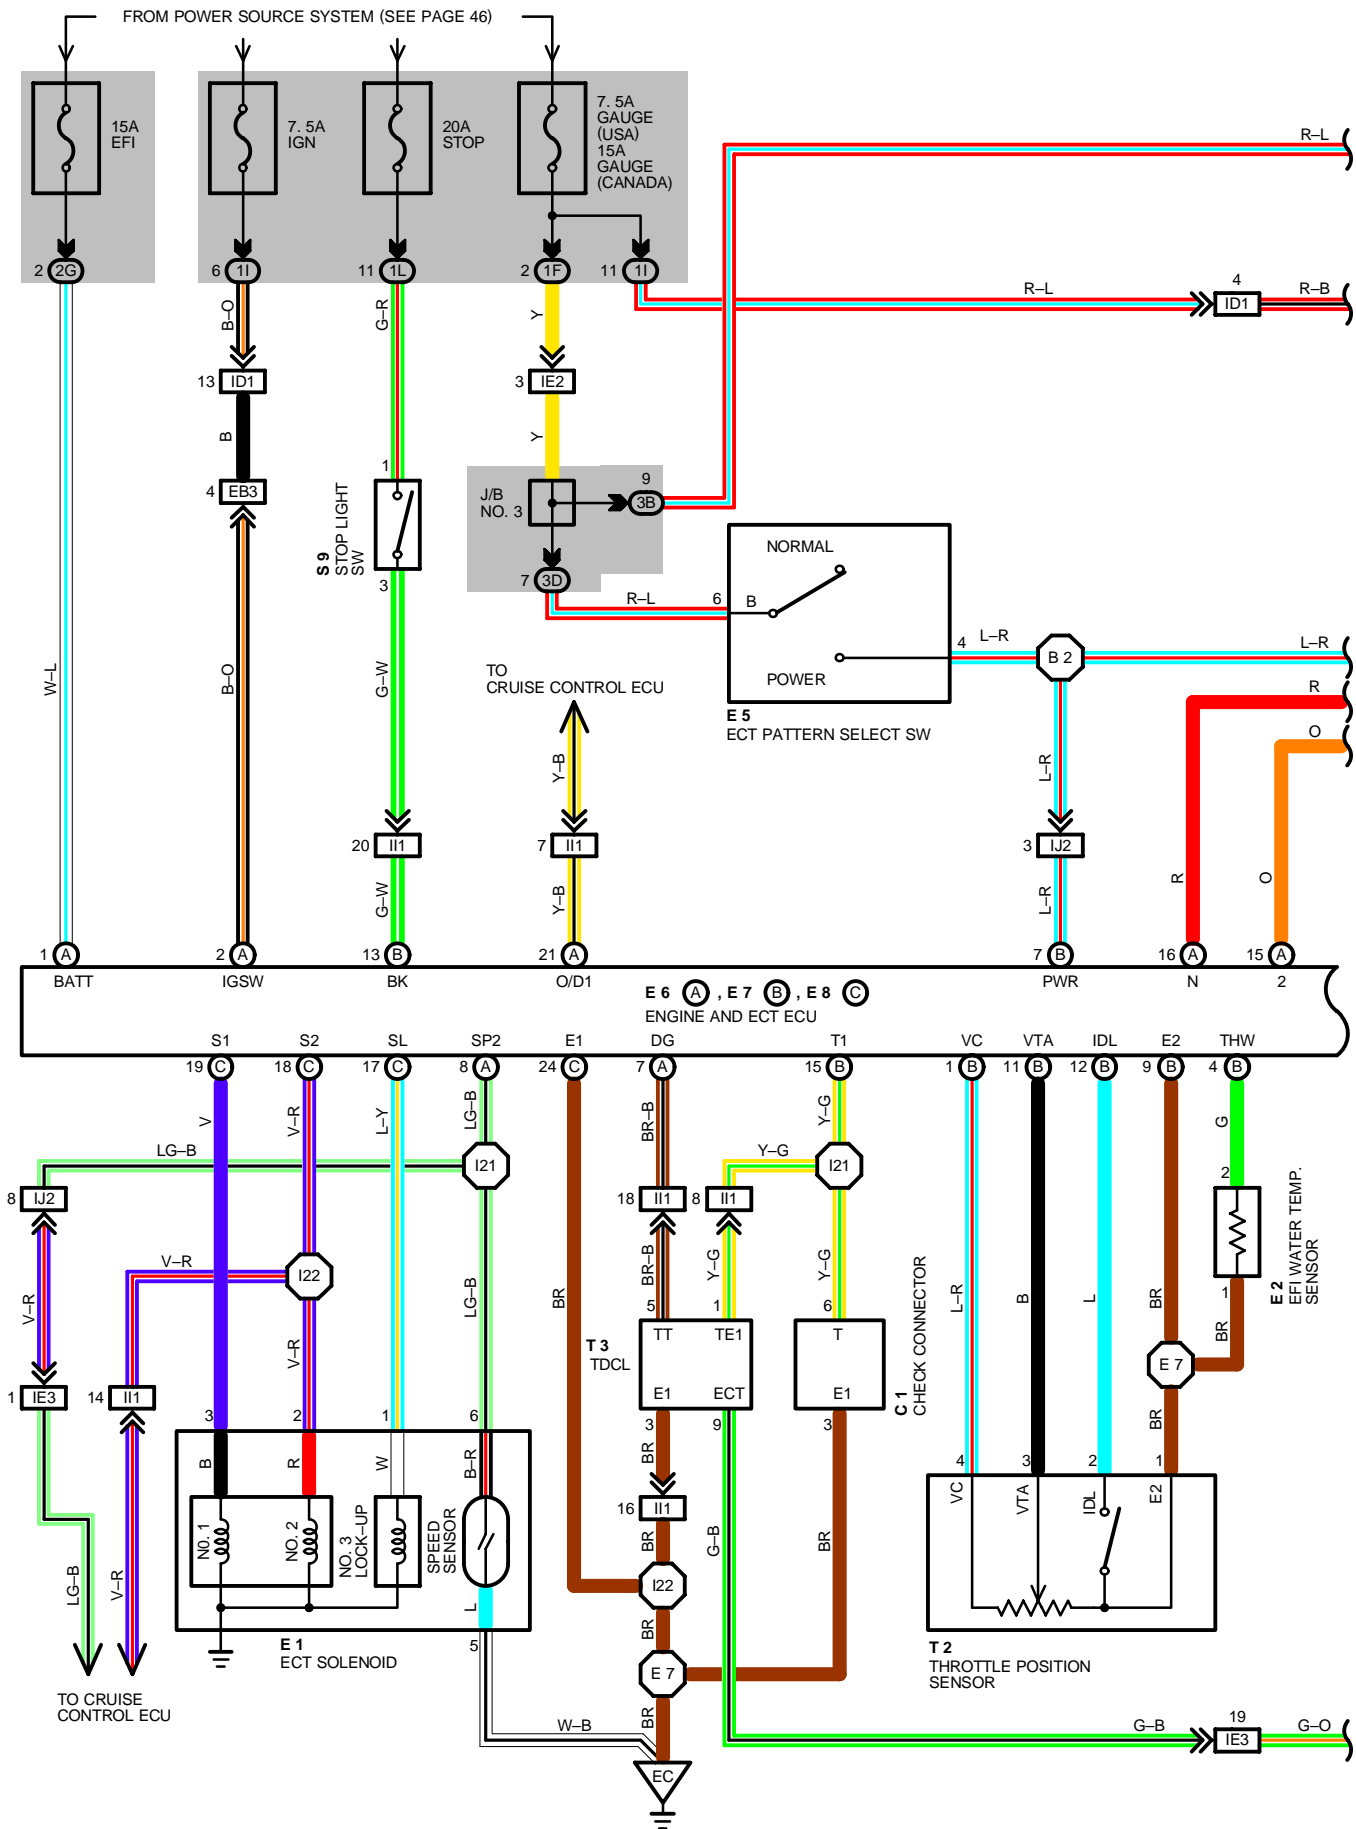 FROM POWER SOURCE SYSTEM (SEE PAGE 46)
15A
EFI
7. 5A
IGN
20A
STOP
7. 5A
GAUGE
(USA)
15A
GAUGE
(CANADA)
R–L
2 2G
6 1I
11 1L
2 1F
11 1I
R–L
4
ID1
R–B
B–O
G–R
Y
13 ID1
3 IE2
B
Y
4 EB3
1
S 9
STOP LIGHT
SW
3
J/B
NO. 3
9
3B
7 3D
R–L
6
B
NORMAL
POWER
4
L–R
B 2
L–R
E 5
ECT PATTERN SELECT SW
W–L
B–O
G–W
TO
CRUISE CONTROL ECU
R
O
Y–B
L–R
20 II1
7 II1
3 IJ2
G–W
Y–B
L–R
R
O
1 A
2 A
13 B
21 A
7 B
16 A
15 A
BATT
IGSW
BK
O/D1
PWR
N
2
E 6 A , E 7 B , E 8 C
ENGINE AND ECT ECU
S1
S2
SL
SP2
E1
DG
T1
VC
VTA
IDL
E2
THW
19 C
18 C
17 C
8 A
24 C
7 A
15 B
1 B
11 B
12 B
9 B
4 B
V
V–R
L–Y
LG–B
BR–B
Y–G
G
LG–B
I21
Y–G
I21
8 IJ2
18 II1
8 II1
2
E 2
EFI WATER TEMP.
SENSOR
1
V–R
I22
V–R
LG–B
BR
BR–B
Y–G
Y–G
L–R
B
L
BR
BR
V–R
5
1
6
T 3
TDCL
TT
TE1
E1
ECT
T
E1
C 1
CHECK CONNECTOR
E 7
1 IE3
14 II1
3
2
1
6
3
9
3
BR
BR
B
R
W
B–R
16 II1
4
3
2
1
VC
VTA
IDL
E2
NO. 1
NO. 2
NO. 3
LOCK–UP
SPEED
SENSOR
BR
G–B
BR
LG–B
V–R
L
I22
BR
E 1
ECT SOLENOID
5
E 7
T 2
THROTTLE POSITION
SENSOR
TO CRUISE
CONTROL ECU
W–B
BR
G–B
19
IE3
G–O
EC